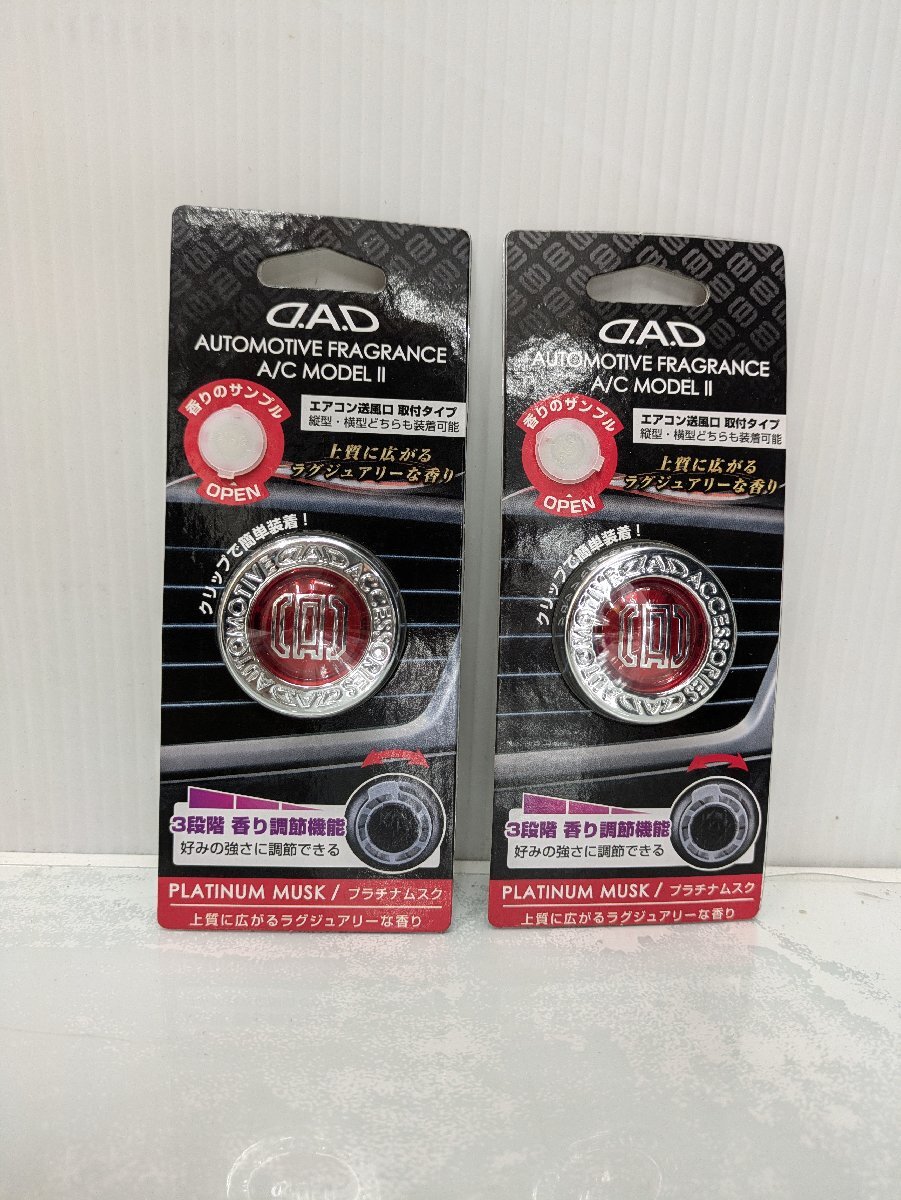 D.A.D
AUTOMOTIVE FRAGRANCE
A/C MODEL II
香りのサンプル
OPEN
エアコン送風口 取付タイプ
縦型・横型どちらも装着可能
上質に広がる
ラグジュアリーな香り
クリップで簡単装着！
D.A.D ACCESSORIES D.A.D AUTOMOTIVE
3段階 香り調節機能
好みの強さに調節できる
PLATINUM MUSK / プラチナムスク
上質に広がるラグジュアリーな香り
D.A.D
AUTOMOTIVE FRAGRANCE
A/C MODEL II
香りのサンプル
OPEN
エアコン送風口 取付タイプ
縦型・横型どちらも装着可能
上質に広がる
ラグジュアリーな香り
クリップで簡単装着！
D.A.D ACCESSORIES D.A.D AUTOMOTIVE
3段階 香り調節機能
好みの強さに調節できる
PLATINUM MUSK / プラチナムスク
上質に広がるラグジュアリーな香り